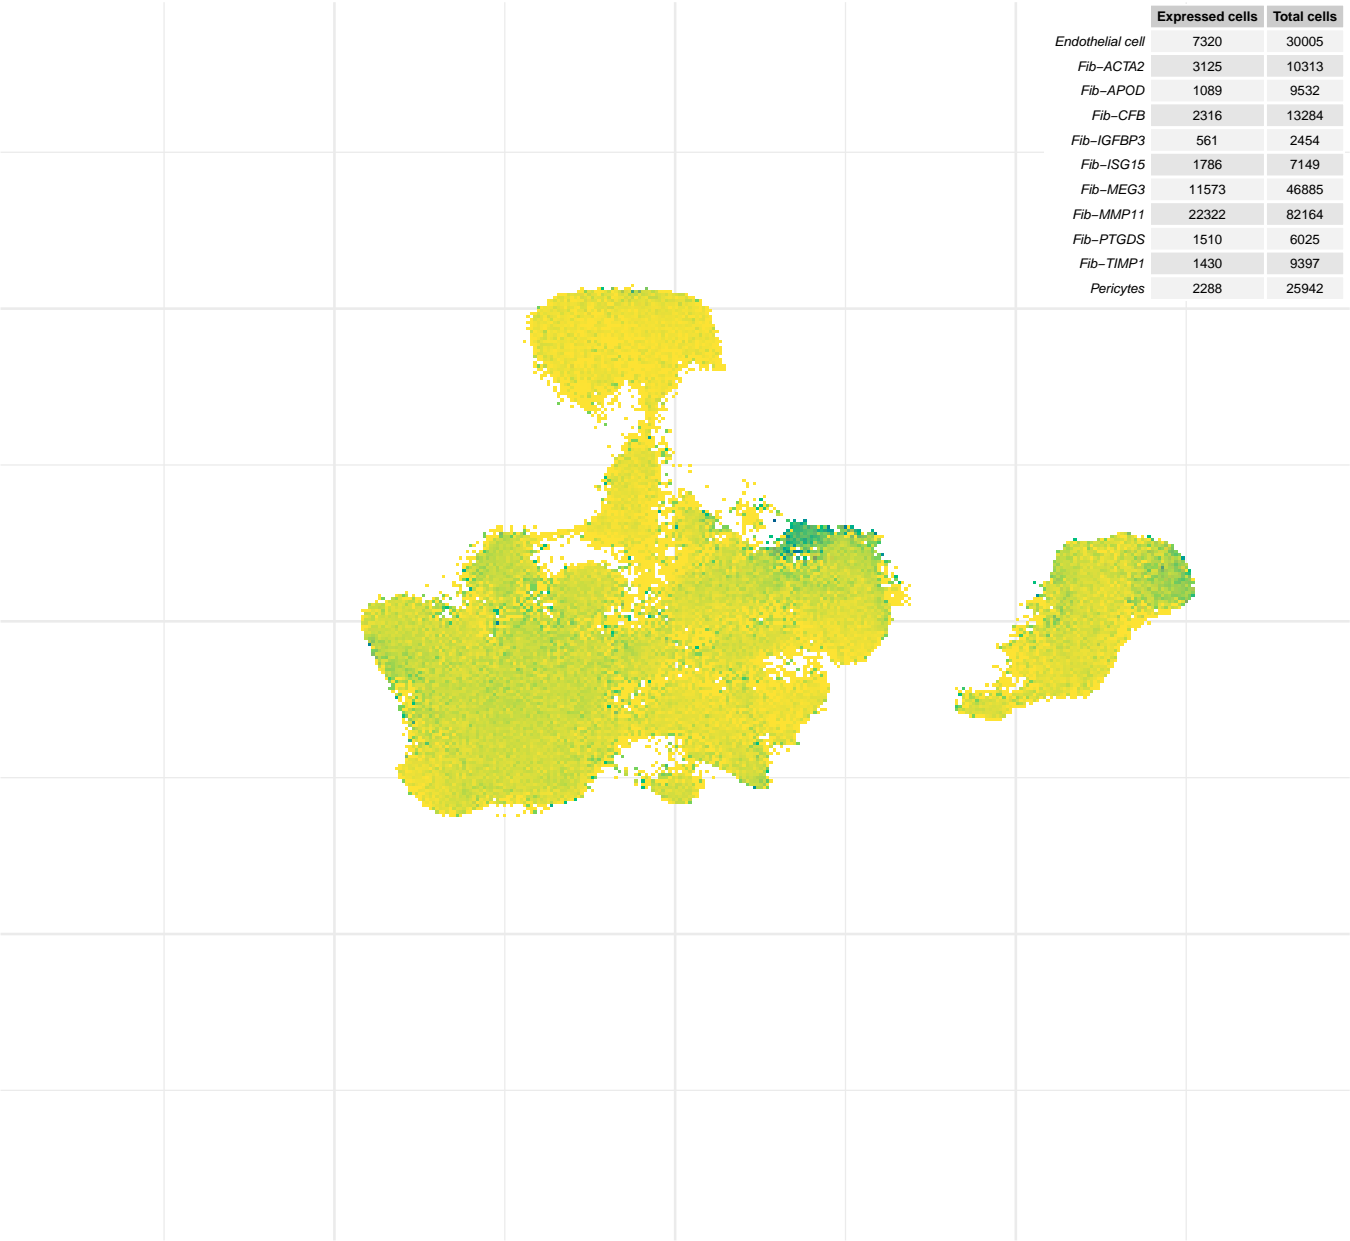 Expressed cells Total cells
Endothelial cell 7320 30005
Fib−ACTA2 3125 10313
Fib−APOD 1089 9532
Fib−CFB 2316 13284
Fib−IGFBP3 561 2454
Fib−ISG15 1786 7149
Fib−MEG3 11573 46885
Fib−MMP11 22322 82164
Fib−PTGDS 1510 6025
Fib−TIMP1 1430 9397
Pericytes 2288 25942